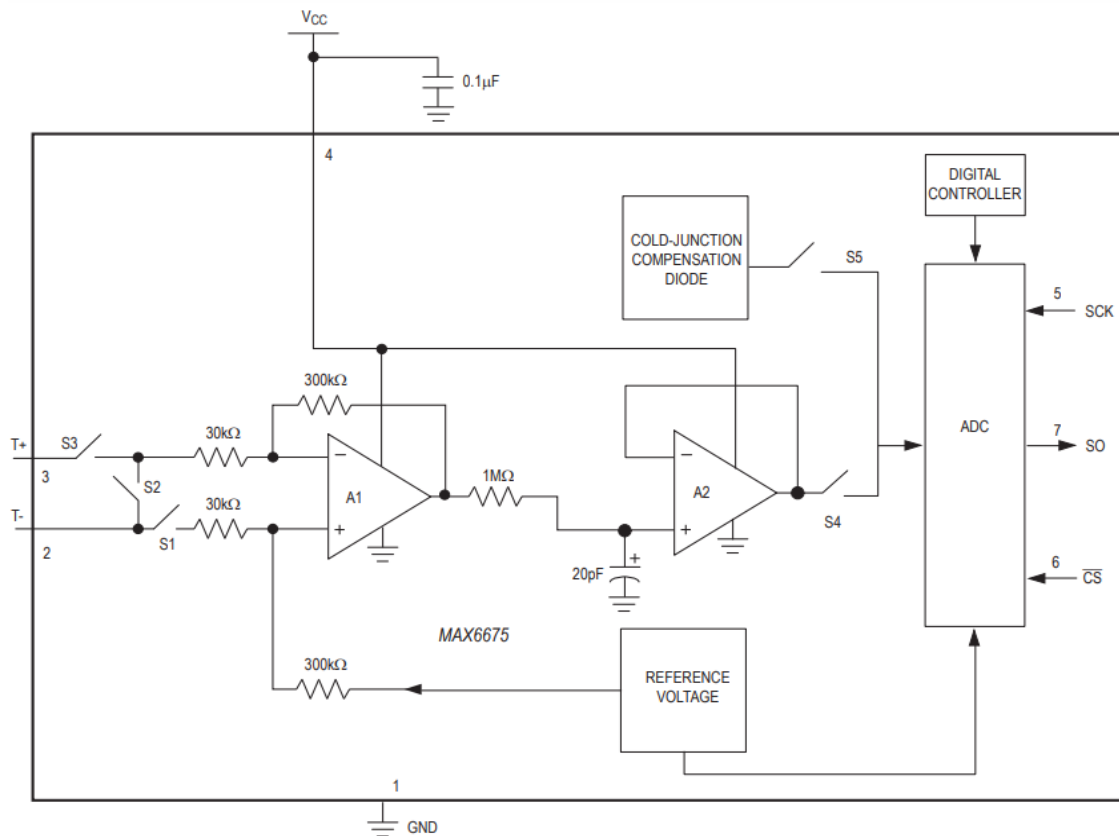 VCC
0.1μF
4
DIGITAL
CONTROLLER
COLD-JUNCTION
COMPENSATION
DIODE
S5
5
SCK
300kΩ
T+
S3
30kΩ
3
−
A1
1MΩ
−
A2
ADC
7
SO
S2
30kΩ
+
+
S4
T-
S1
2
20pF
+
6
CS
MAX6675
300kΩ
REFERENCE
VOLTAGE
1
GND